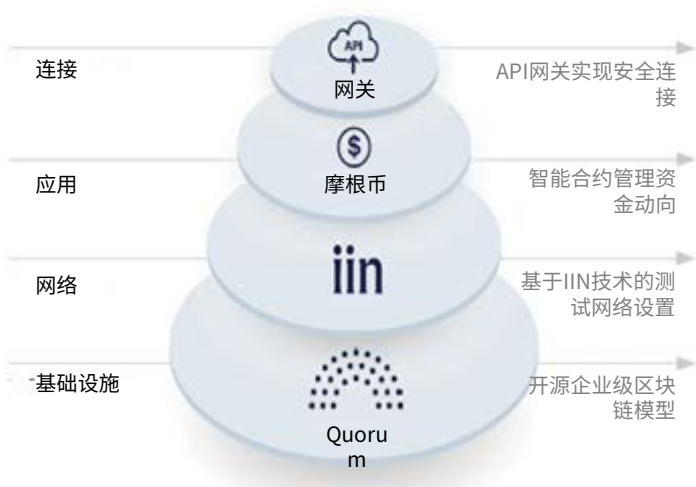 API
网关
连接
API网关实现安全连
接
摩根币
应用
智能合约管理资
金动向
iin
网络
基于IIN技术的测
试网络设置
基础设施
开源企业级区块
链模型
Quoru
m